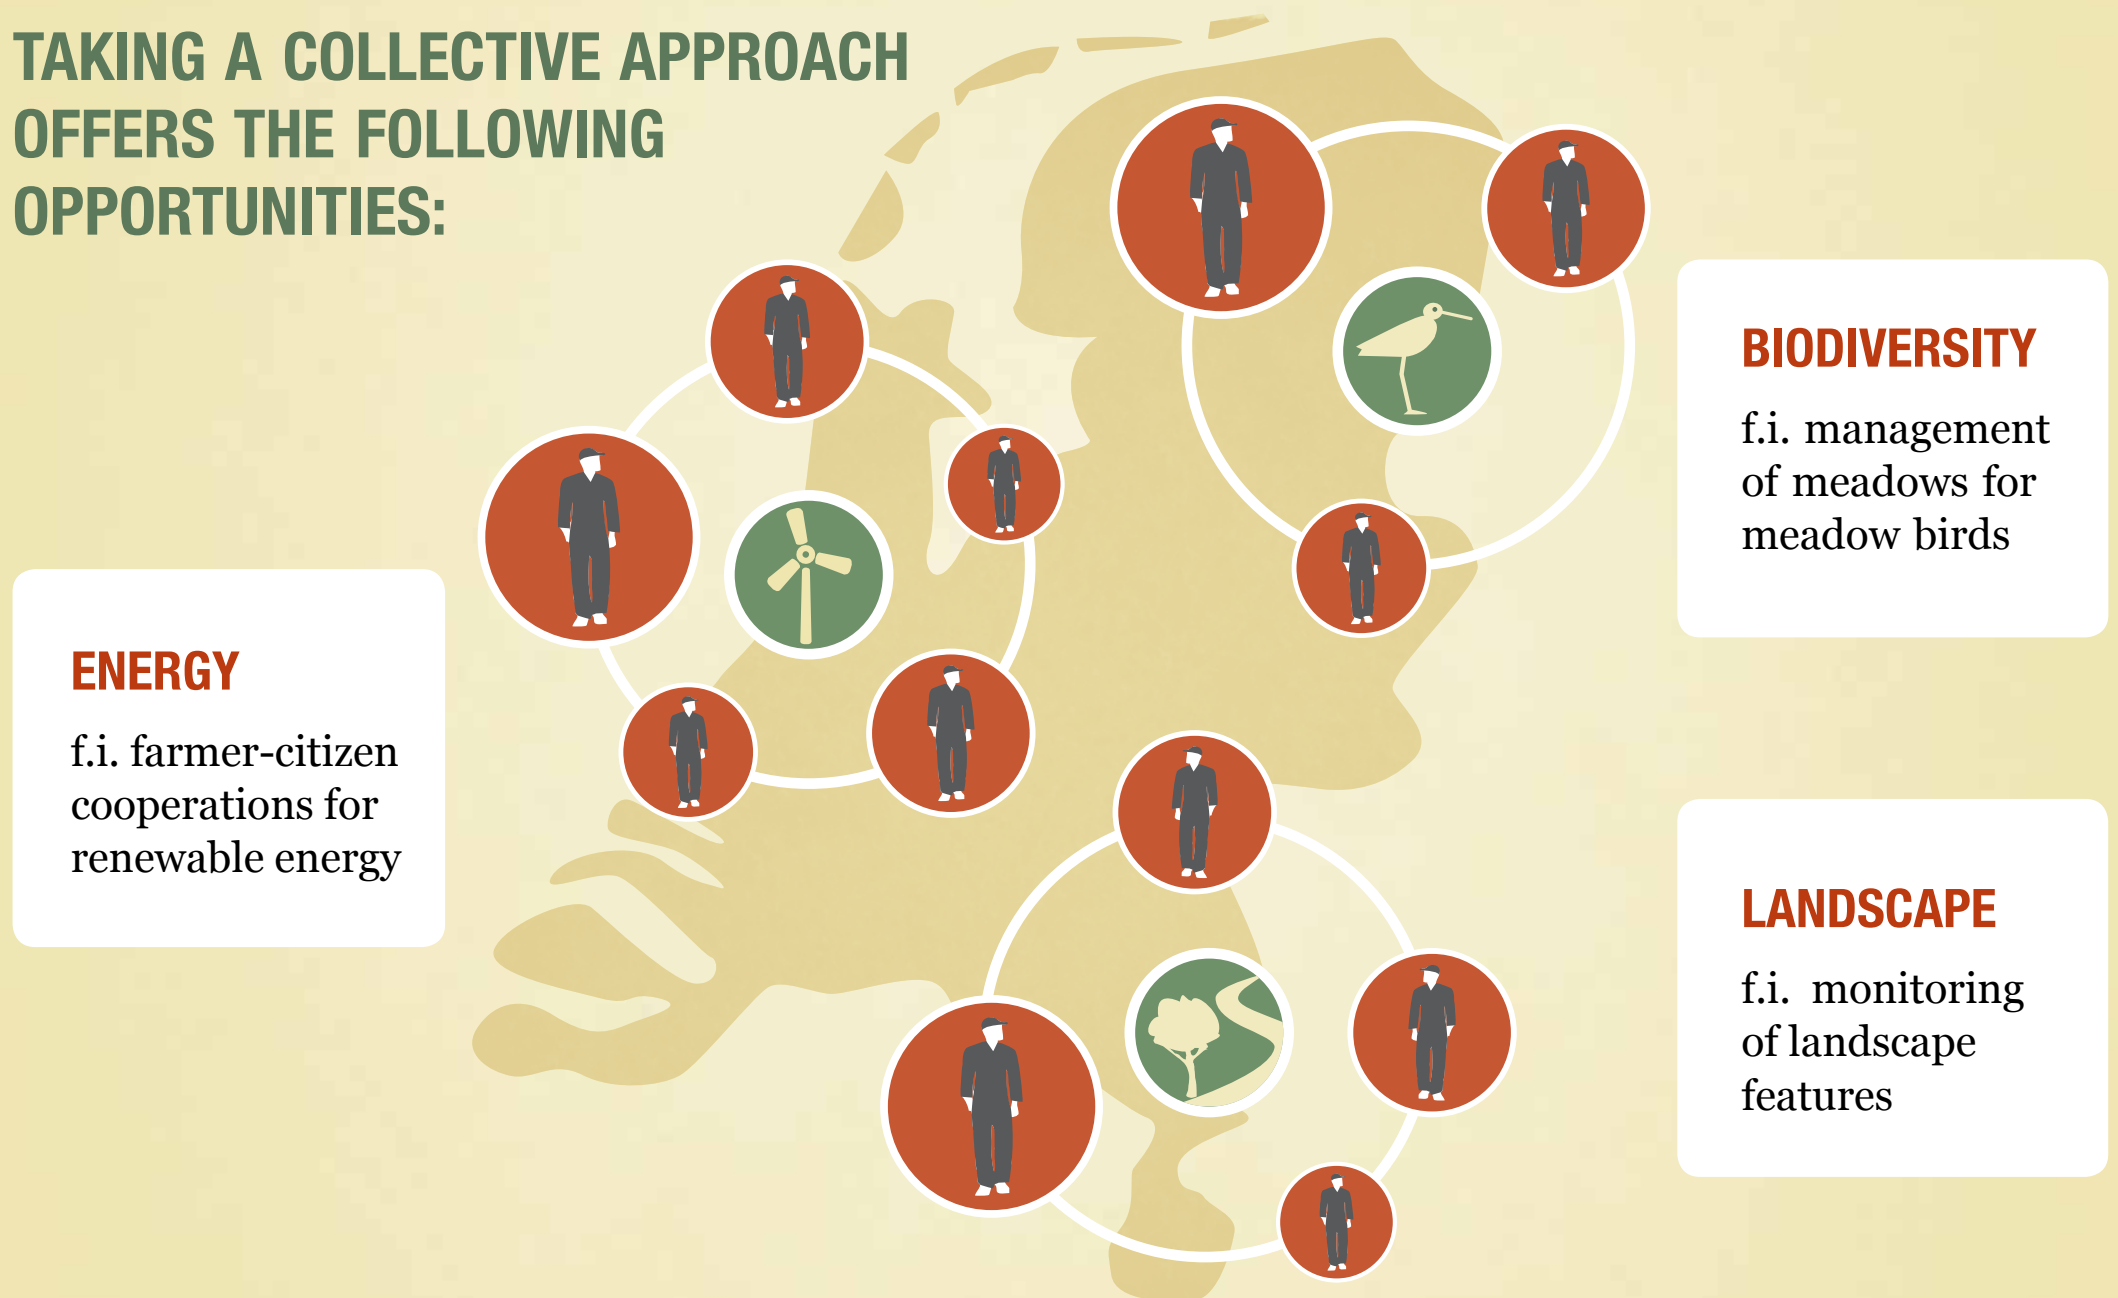 TAKING A COLLECTIVE APPROACH
OFFERS THE FOLLOWING
OPPORTUNITIES:
BIODIVERSITY
f.i. management
of meadows for
meadow birds
ENERGY
f.i. farmer-citizen
cooperations for
renewable energy
LANDSCAPE
f.i. monitoring
of landscape
features